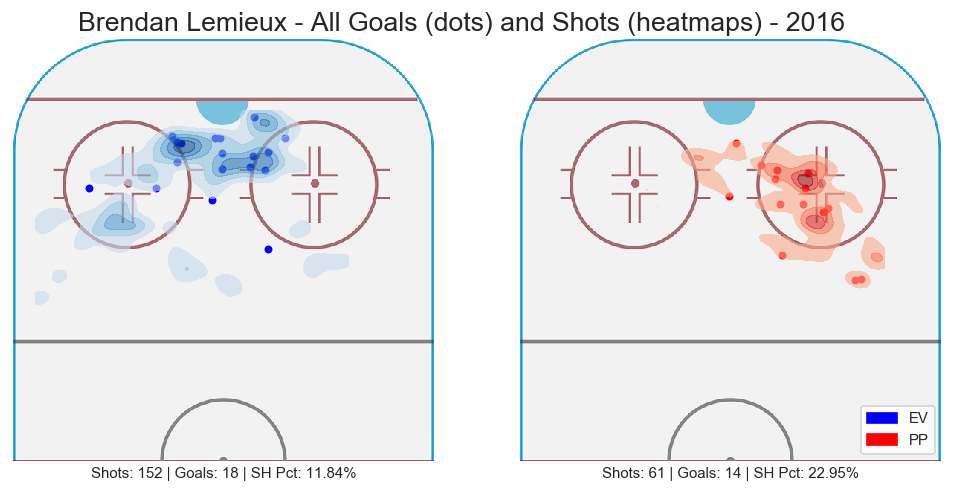 Brendan Lemieux - All Goals (dots) and Shots (heatmaps) - 2016
EV
PP
Shots: 152 | Goals: 18 | SH Pct: 11.84%
Shots: 61 | Goals: 14 | SH Pct: 22.95%